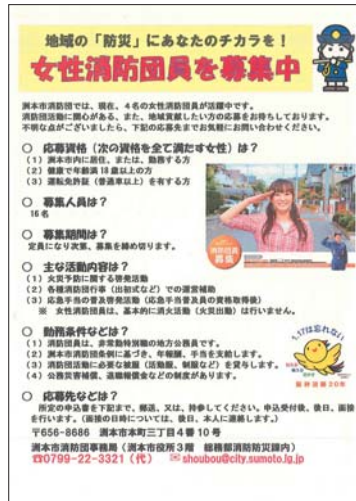 地域の「防災」にあなたのチカラを！
女性消防団員を募集中
洲本市消防団では、現在、４名の女性消防団員が活躍中です。
消防団活動に関心がある、また、地域貢献したい方の応募をお待ちしております。
不明な点がございましたら、下記の応募先までお気軽にお問い合わせください。
○ 応募資格（次の資格を全て満たす女性）は？
（１）洲本市内に居住、または、勤務する方
（２）健康で年齢満18歳以上の方
（３）運転免許証（普通車以上）を有する方
○ 募集人員は？
16名
○ 募集期間は？
定員になり次第、募集を締め切ります。
消防団員募集
○ 主な活動内容は？
（１）火災予防に関する啓発活動
（２）各種消防団行事（出初式など）での運営補助
（３）応急手当の普及啓発活動（応急手当普及員の資格取得後）
※ 女性消防団員は、基本的に消火活動（火災出動）は行いません。
○ 勤務条件などは？
（１）消防団員は、非常勤特別職の地方公務員です。
（２）洲本市消防団条例に基づき、年報酬、手当を支給します。
（３）消防団活動に必要な被服（活動服、制服など）を貸与します。
（４）公務災害補償、退職報償金などの制度があります。
1.17は忘れない
○ 応募先などは？
所定の申込書を下記まで、郵送、又は、持参してください。申込受付後、後日、面接
を行います。（面接の日時については、後日、本人に連絡します。）
〒656-8686 洲本市本町三丁目４番10号
洲本市消防団事務局（洲本市役所３階 総務部消防防災課内）
☎0799-22-3321（代） ✉shoubou@city.sumoto.lg.jp